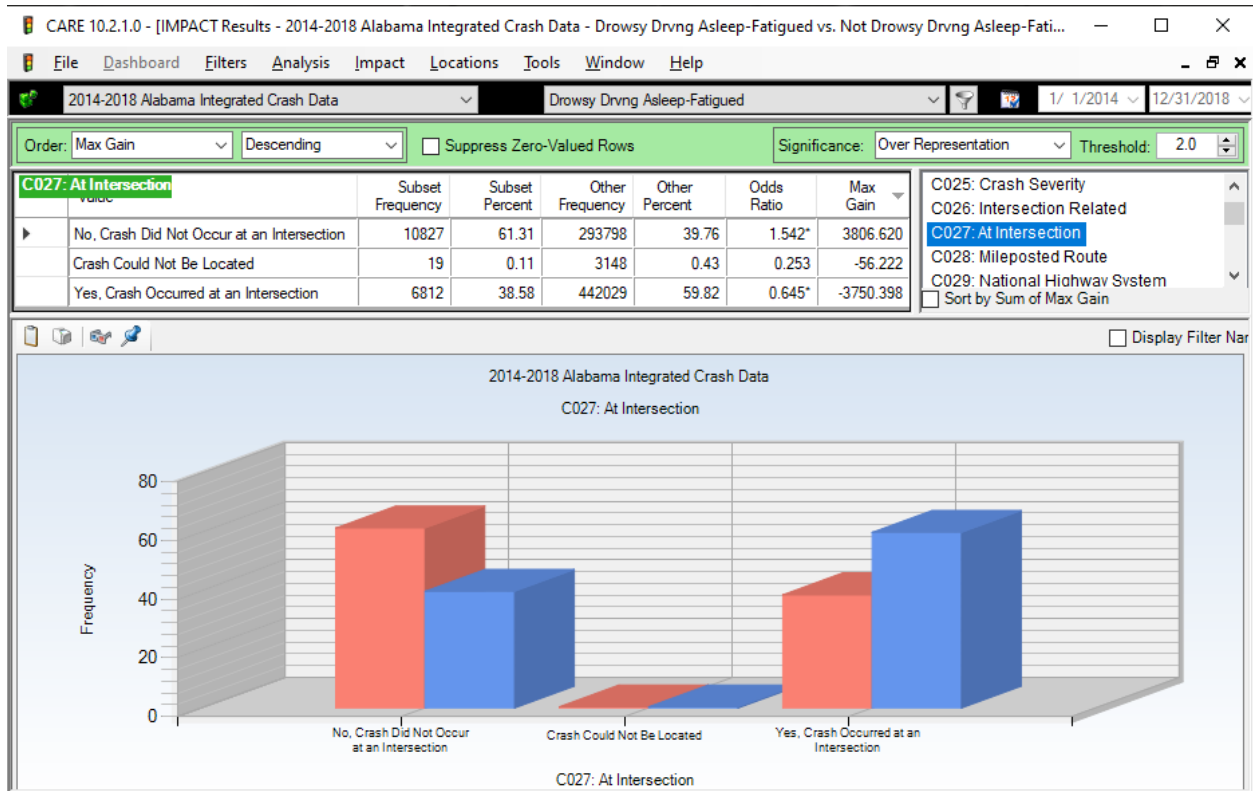 CARE 10.2.1.0 - [IMPACT Results - 2014-2018 Alabama Integrated Crash Data - Drowsy Drvng Asleep-Fatigued vs. Not Drowsy Drvng Asleep-Fati...
File Dashboard Filters Analysis Impact Locations Tools Window Help
2014-2018 Alabama Integrated Crash Data Drowsy Drvng Asleep-Fatigued 1/ 1/2014 12/31/2018
Order: Max Gain Descending Suppress Zero-Valued Rows Significance: Over Representation Threshold: 2.0
C027: At Intersection Subset Frequency Subset Percent Other Frequency Other Percent Odds Ratio Max Gain
No, Crash Did Not Occur at an Intersection 10827 61.31 293798 39.76 1.542* 3806.620
Crash Could Not Be Located 19 0.11 3148 0.43 0.253 -56.222
Yes, Crash Occurred at an Intersection 6812 38.58 442029 59.82 0.645* -3750.398
C025: Crash Severity
C026: Intersection Related
C027: At Intersection
C028: Mileposted Route
C029: National Highway System
Sort by Sum of Max Gain
Display Filter Nar
2014-2018 Alabama Integrated Crash Data
C027: At Intersection
80
60
40
20
0
Frequency
No, Crash Did Not Occur
at an Intersection
Crash Could Not Be Located
Yes, Crash Occurred at an
Intersection
C027: At Intersection